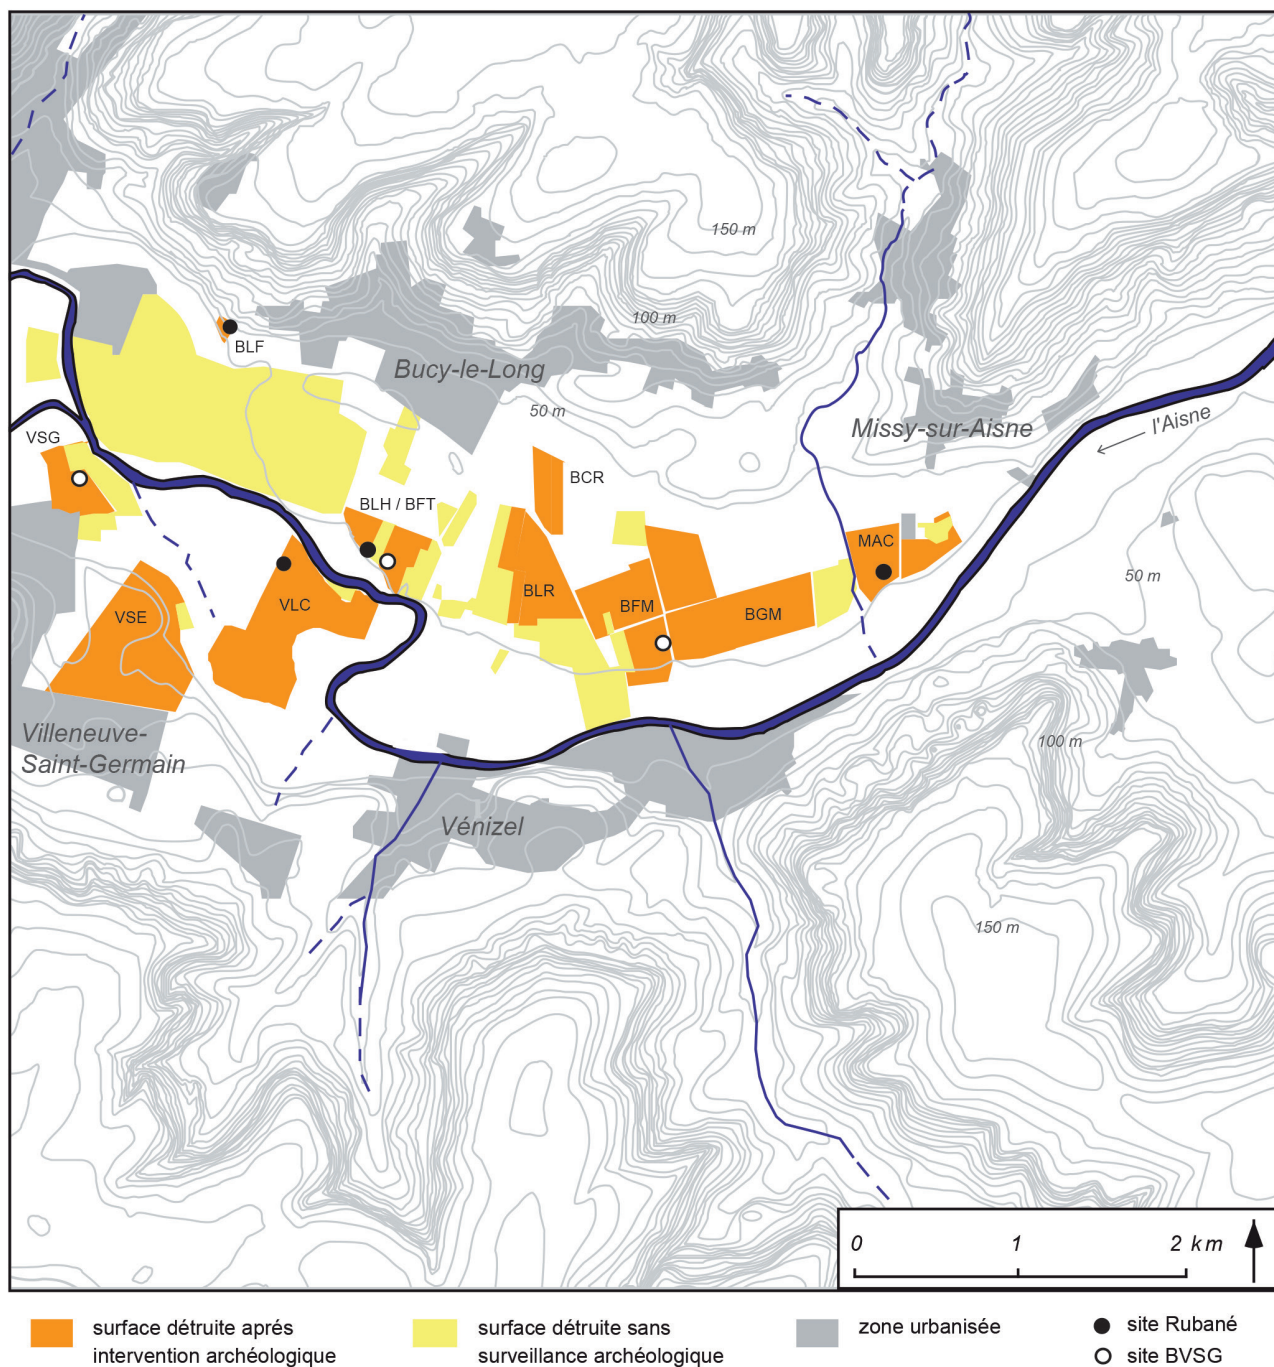 150 m
100 m
BLF
Bucy-le-Long
50 m
Missy-sur-Aisne
l'Aisne
VSG
BCR
BLH / BFT
MAC
50 m
BLR
VLC
BFM
BGM
VSE
Villeneuve-
Saint-Germain
100 m
Vénizel
150 m
0 1 2 km
surface détruite aprés
intervention archéologique
surface détruite sans
surveillance archéologique
zone urbanisée
site Rubané
site BVSG